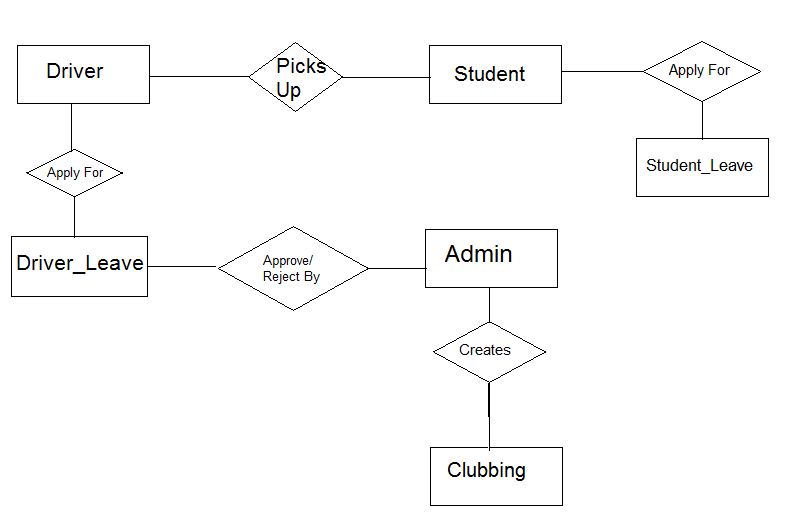 Driver
Picks
Up
Student
Apply For
Apply For
Student_Leave
Driver_Leave
Approve/
Reject By
Admin
Creates
Clubbing